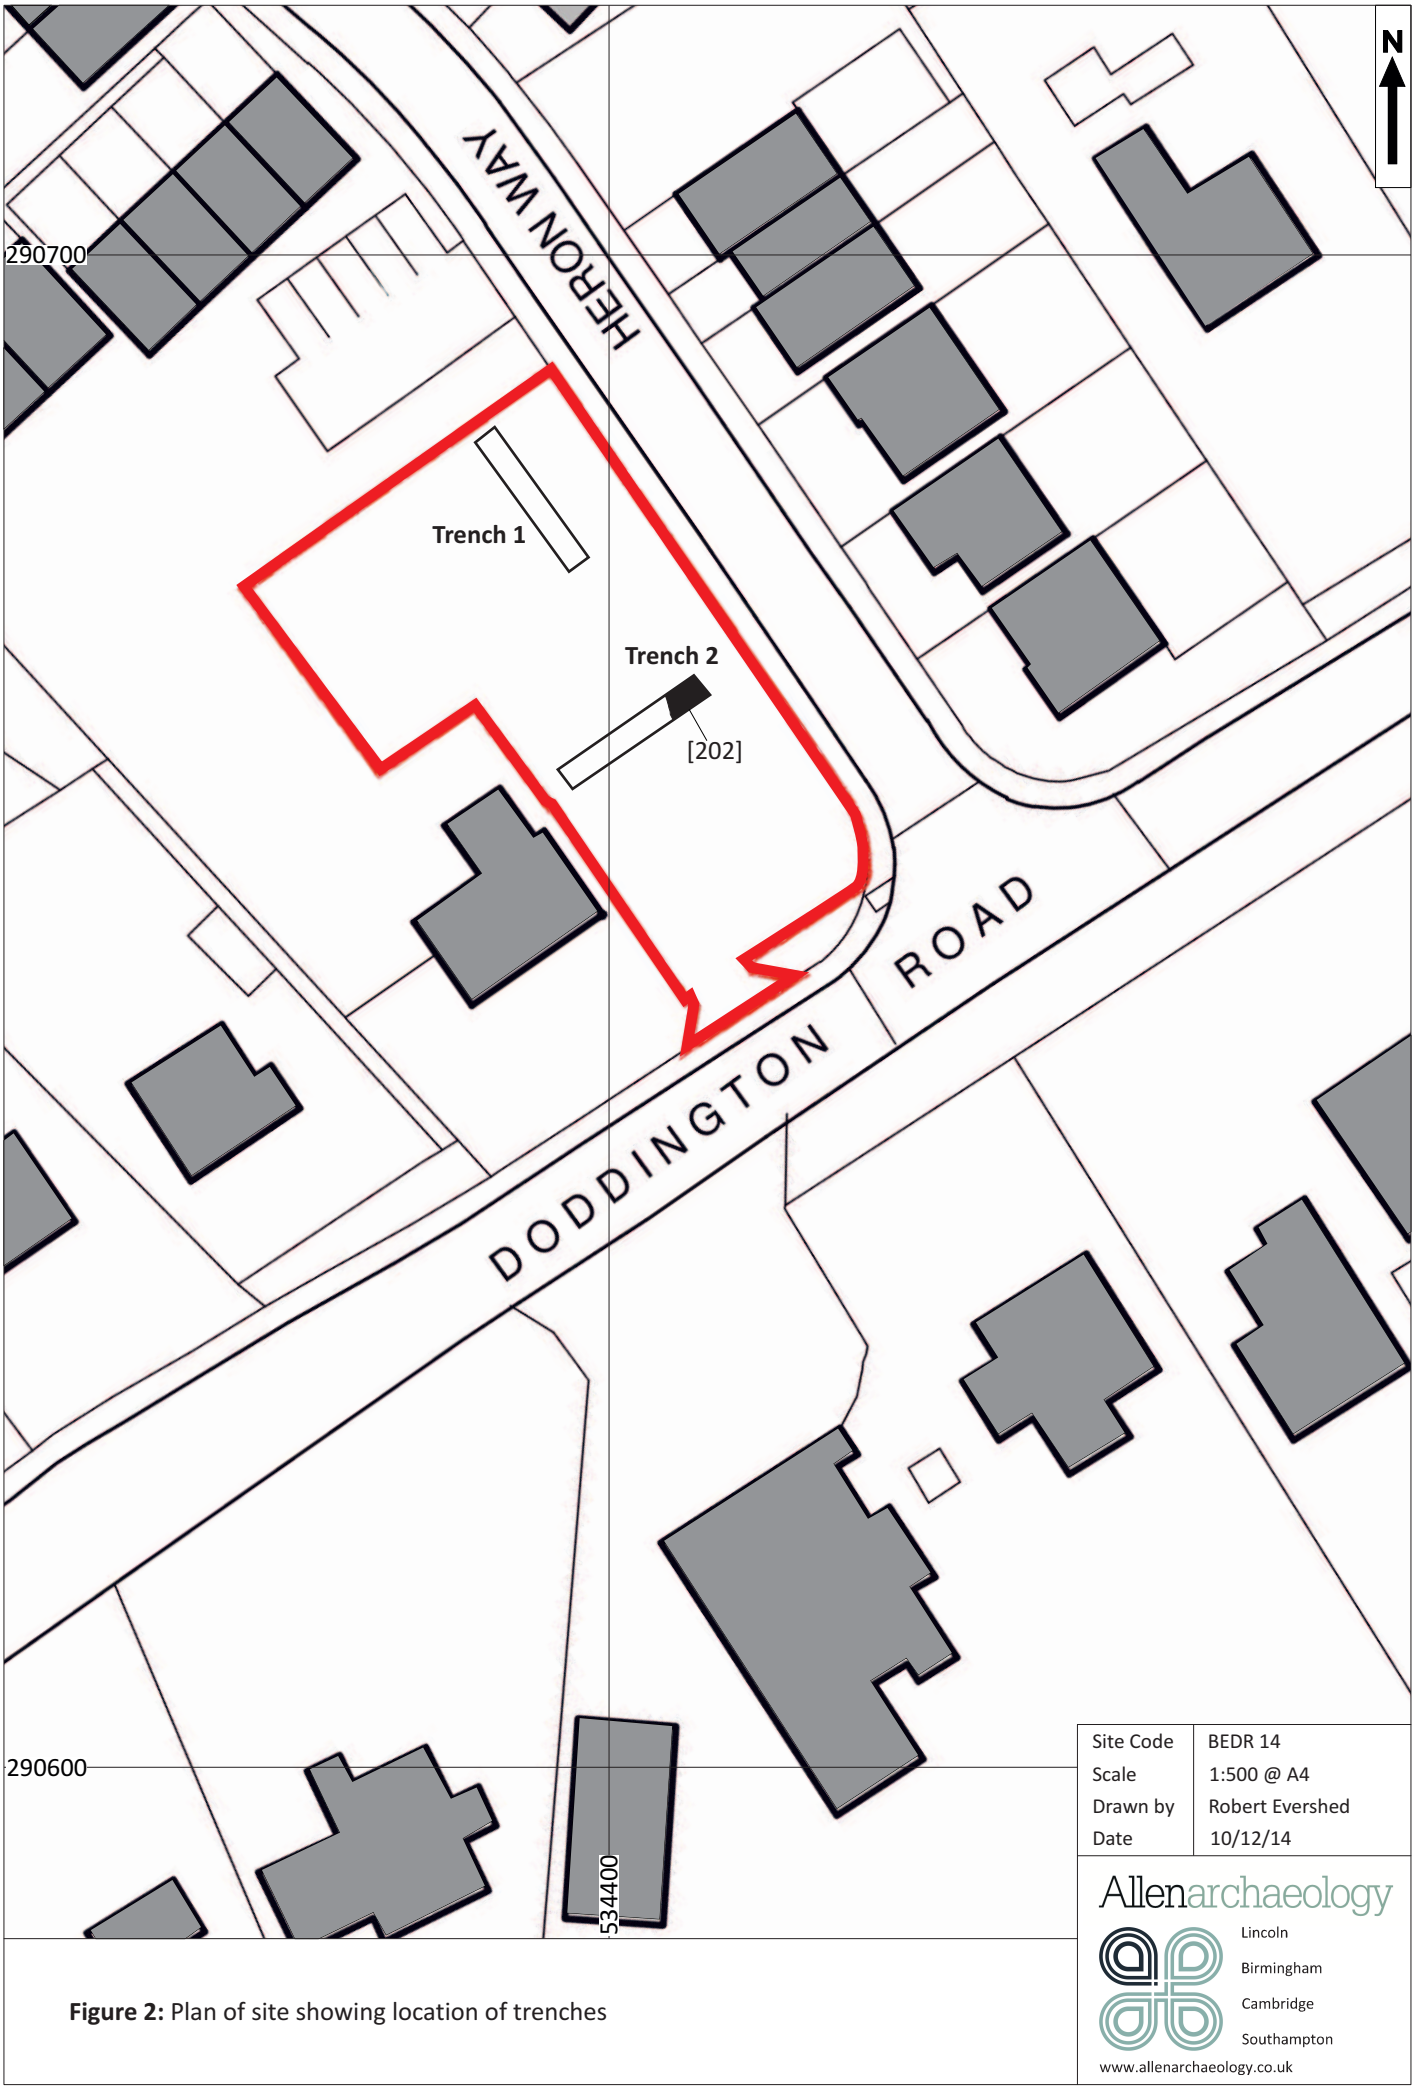 N
HERON WAY
290700
Trench 1
Trench 2
[202]
DODDINGTON ROAD
290600
534400
Site Code BEDR 14
Scale 1:500 @ A4
Drawn by Robert Evershed
Date 10/12/14
Allenarchaeology
Lincoln
Birmingham
Cambridge
Southampton
www.allenarchaeology.co.uk
Figure 2: Plan of site showing location of trenches